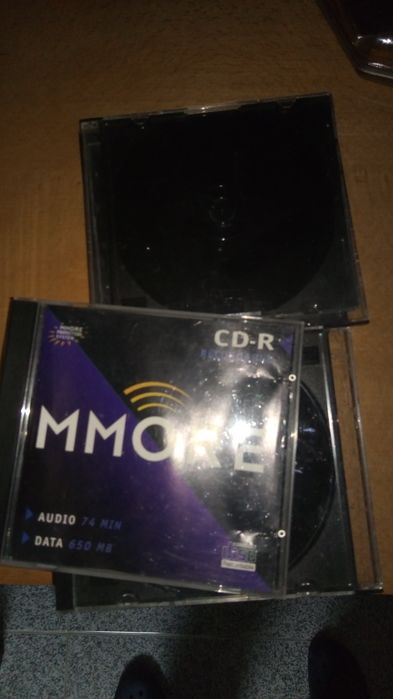 MMORE
CD-R
MMORE
AUDIO 74 MIN
DATA 650 MB